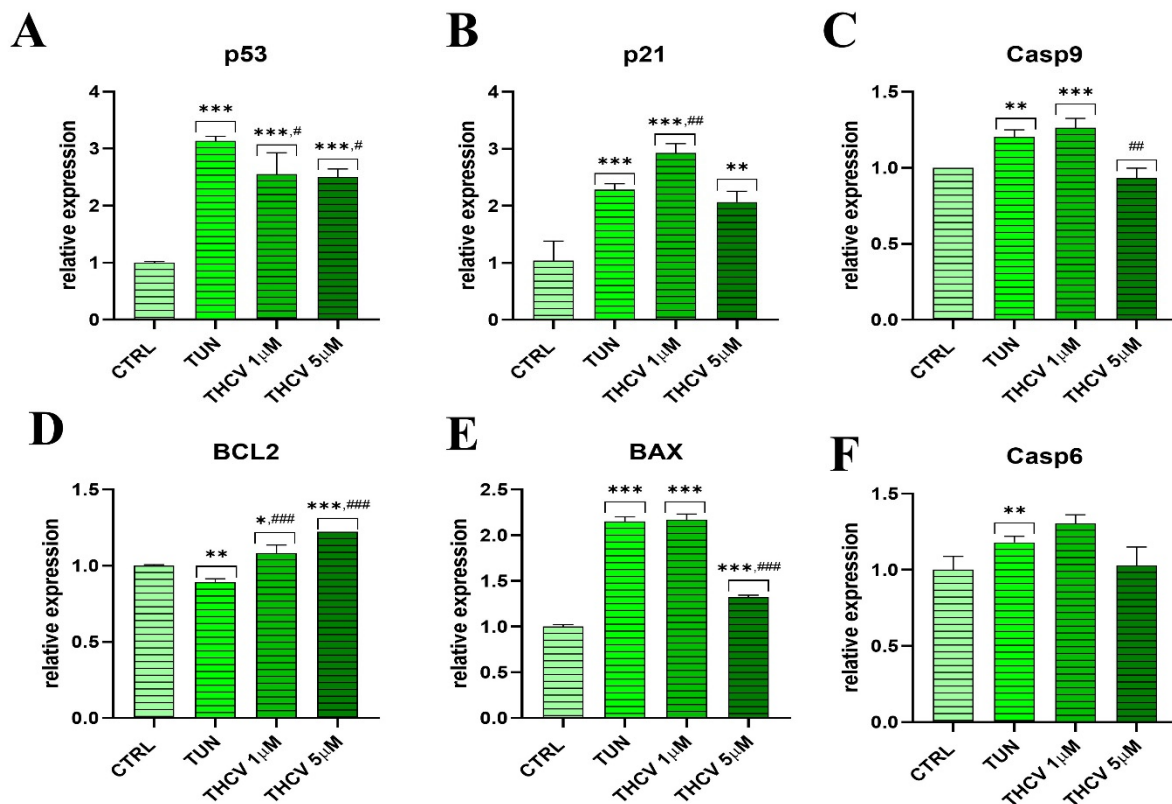 A
p53
relative expression
4
3
2
1
0
***
***,#
***,#
CTRL
TUN
THCV 1μM
THCV 5μM
B
p21
relative expression
4
3
2
1
0
***
***,##
**
CTRL
TUN
THCV 1μM
THCV 5μM
C
Casp9
relative expression
1.5
1.0
0.5
0.0
**
***
##
CTRL
TUN
THCV 1μM
THCV 5μM
D
BCL2
relative expression
1.5
1.0
0.5
0.0
**
*,###
***,###
CTRL
TUN
THCV 1μM
THCV 5μM
E
BAX
relative expression
2.5
2.0
1.5
1.0
0.5
0.0
***
***
***,###
CTRL
TUN
THCV 1μM
THCV 5μM
F
Casp6
relative expression
1.5
1.0
0.5
0.0
**
CTRL
TUN
THCV 1μM
THCV 5μM